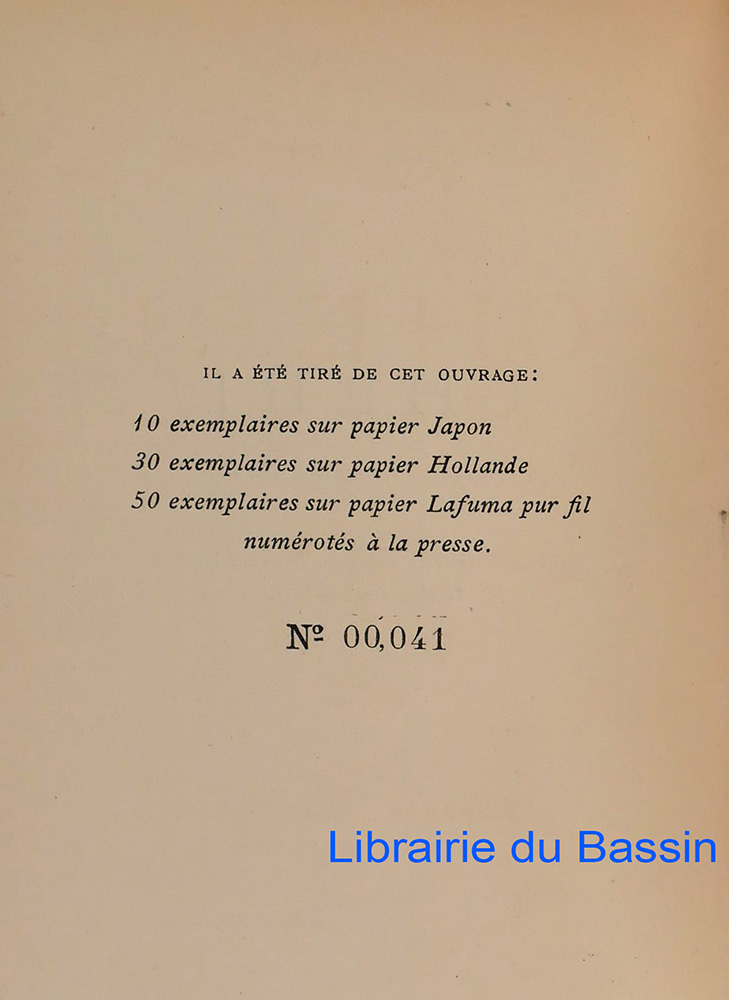 IL A ÉTÉ TIRÉ DE CET OUVRAGE:
10 exemplaires sur papier Japon
30 exemplaires sur papier Hollande
50 exemplaires sur papier Lafuma pur fil
numérotés à la presse.
Nº 00,041
Librairie du Bassin